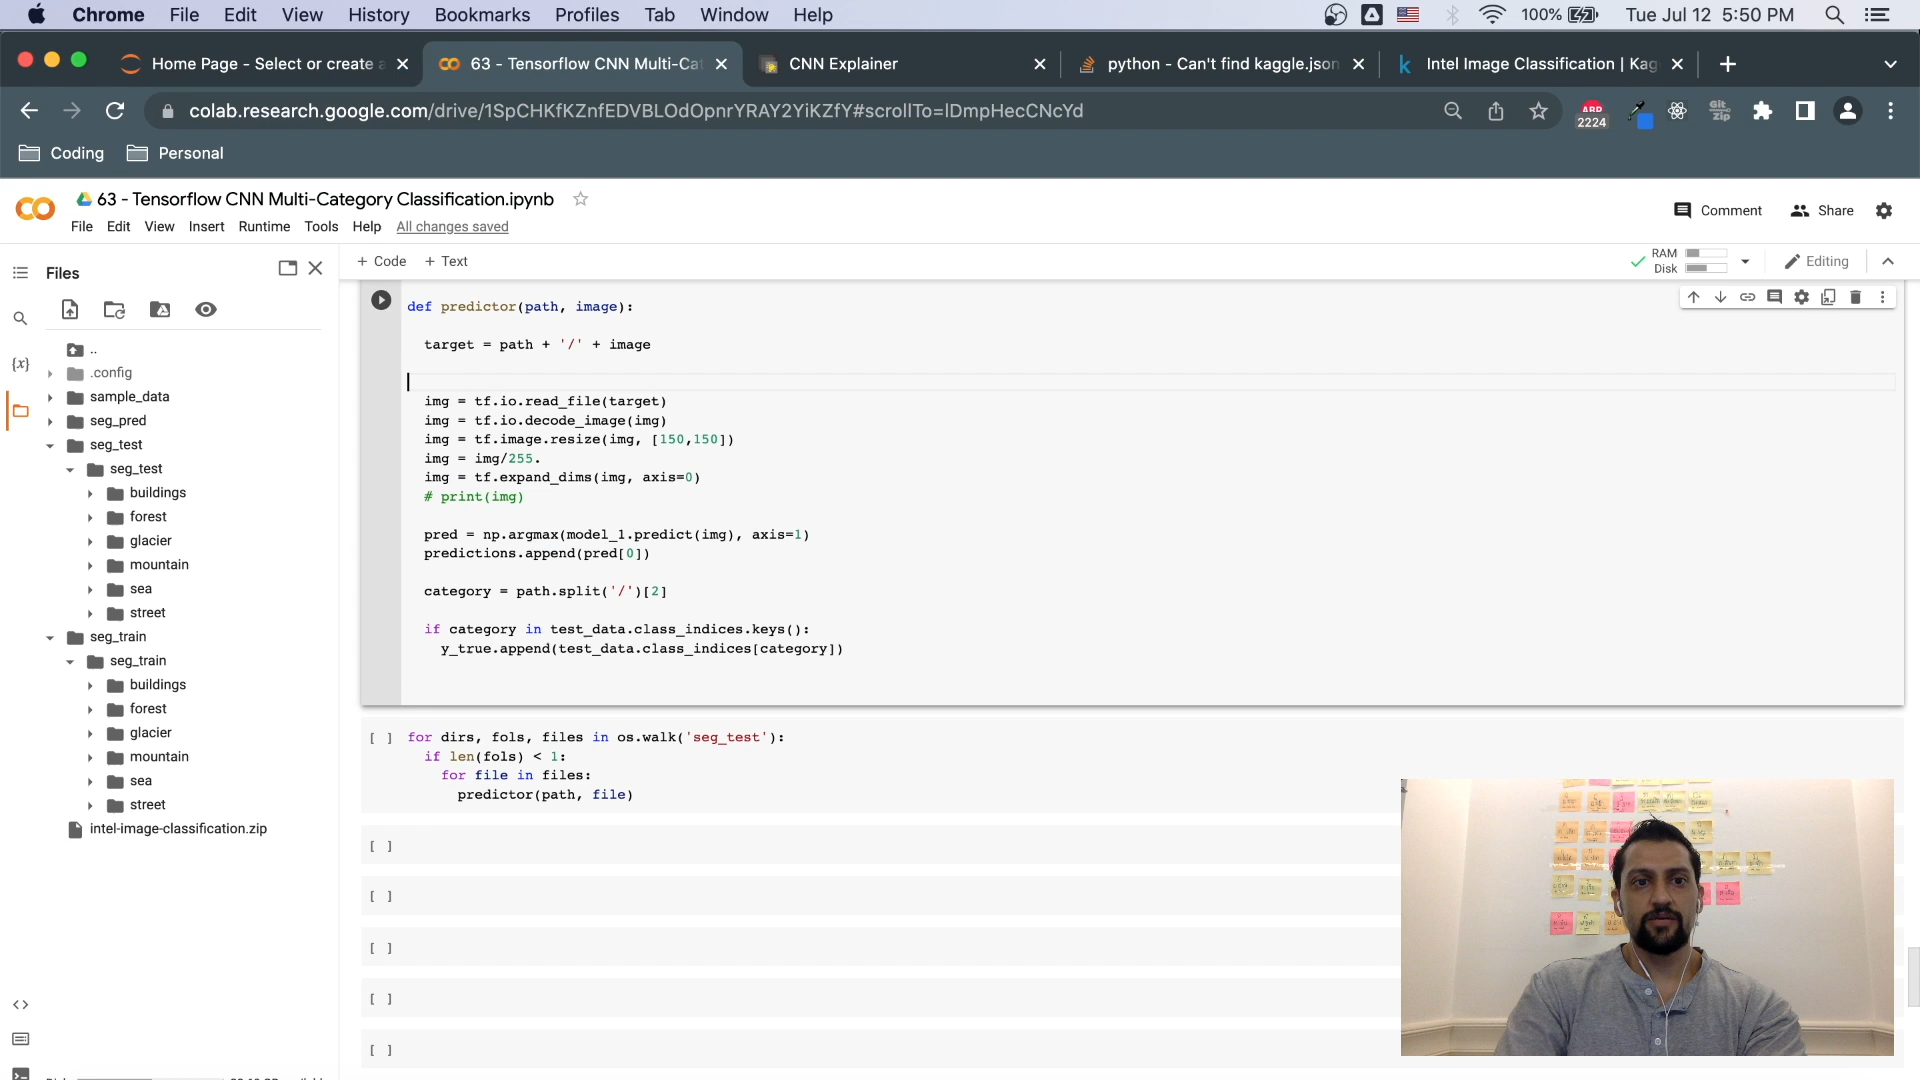 Chrome File Edit View History Bookmarks Profiles Tab Window Help 100% Tue Jul 12 5:50 PM
Home Page - Select or create a
63 - Tensorflow CNN Multi-Cat
CNN Explainer
python - Can't find kaggle.json
Intel Image Classification | Kag
colab.research.google.com/drive/1SpCHKfKZnfEDVBLOdOpnrYRAY2YiKZfY#scrollTo=lDmpHecCNcYd
ABP
2224
Git
Zip
Coding Personal
63 - Tensorflow CNN Multi-Category Classification.ipynb
Comment Share
File Edit View Insert Runtime Tools Help All changes saved
Files
+ Code + Text
RAM
Disk
Editing
..
.config
sample_data
seg_pred
seg_test
seg_test
buildings
forest
glacier
mountain
sea
street
seg_train
seg_train
buildings
forest
glacier
mountain
sea
street
intel-image-classification.zip
def predictor(path, image):
target = path + '/' + image
img = tf.io.read_file(target)
img = tf.io.decode_image(img)
img = tf.image.resize(img, [150,150])
img = img/255.
img = tf.expand_dims(img, axis=0)
# print(img)
pred = np.argmax(model_1.predict(img), axis=1)
predictions.append(pred[0])
category = path.split('/')[2]
if category in test_data.class_indices.keys():
y_true.append(test_data.class_indices[category])
[ ] for dirs, fols, files in os.walk('seg_test'):
if len(fols) < 1:
for file in files:
predictor(path, file)
[ ]
[ ]
[ ]
[ ]
[ ]